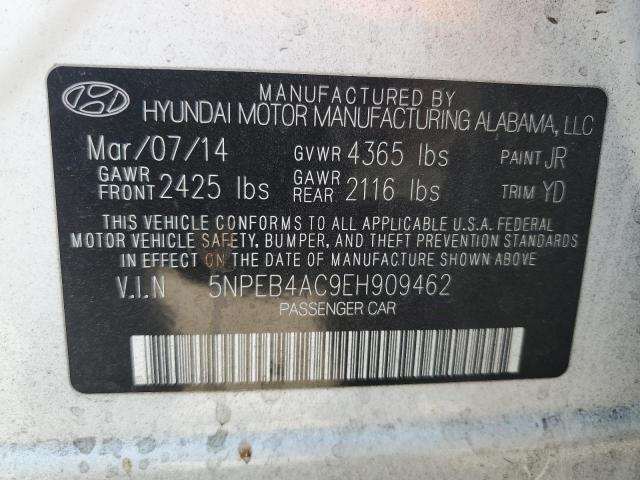 MANUFACTURED BY
HYUNDAI MOTOR MANUFACTURING ALABAMA, LLC
Mar/07/14 GVWR 4365 lbs PAINT JR
GAWR FRONT 2425 lbs GAWR REAR 2116 lbs TRIM YD
THIS VEHICLE CONFORMS TO ALL APPLICABLE U.S.A. FEDERAL
MOTOR VEHICLE SAFETY, BUMPER, AND THEFT PREVENTION STANDARDS
IN EFFECT ON THE DATE OF MANUFACTURE SHOWN ABOVE.
V.I.N 5NPEB4AC9EH909462
PASSENGER CAR